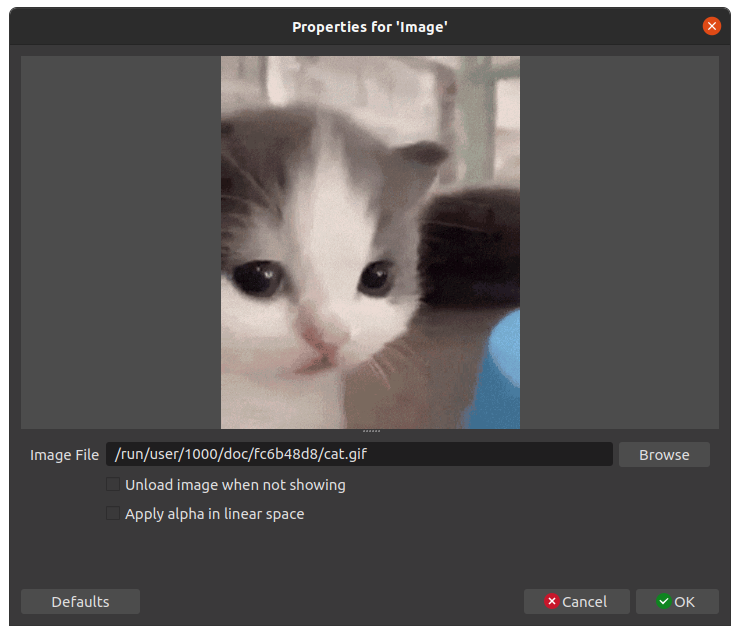 Properties for 'Image'
Image File /run/user/1000/doc/fc6b48d8/cat.gif Browse
Unload image when not showing
Apply alpha in linear space
Defaults Cancel OK